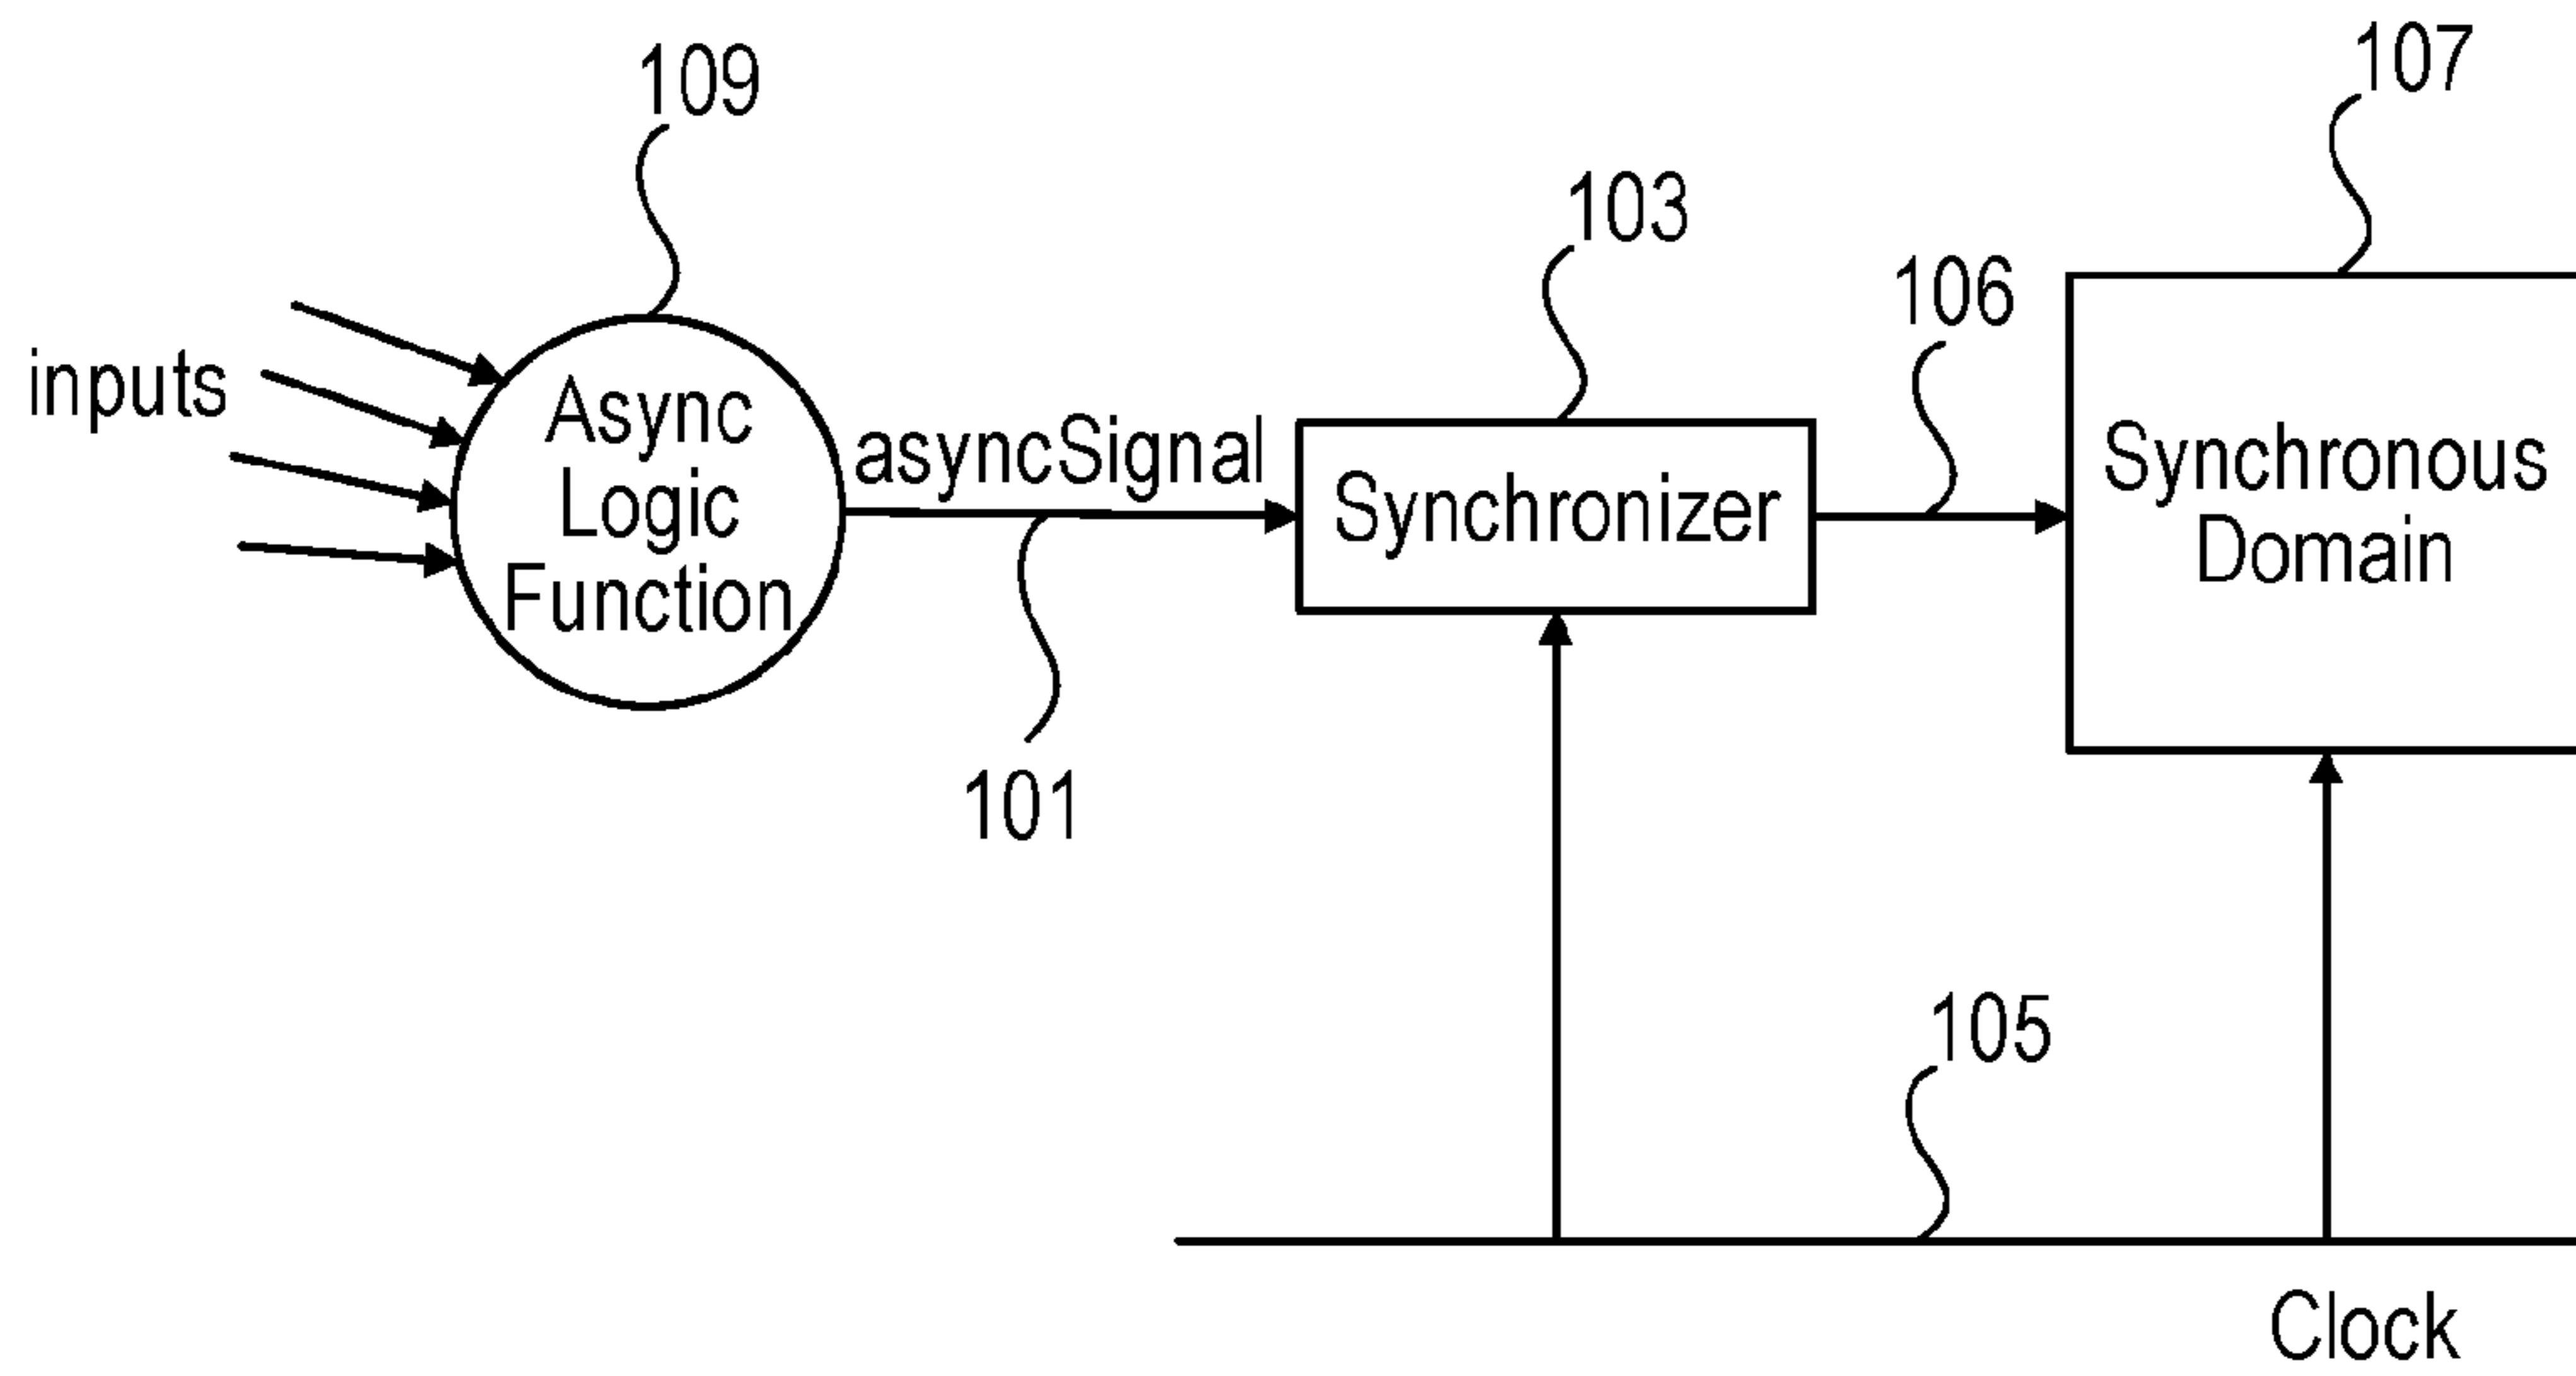 109
107
103
106
inputs
Async
Logic
Function
asyncSignal
Synchronizer
Synchronous
Domain
101
105
Clock